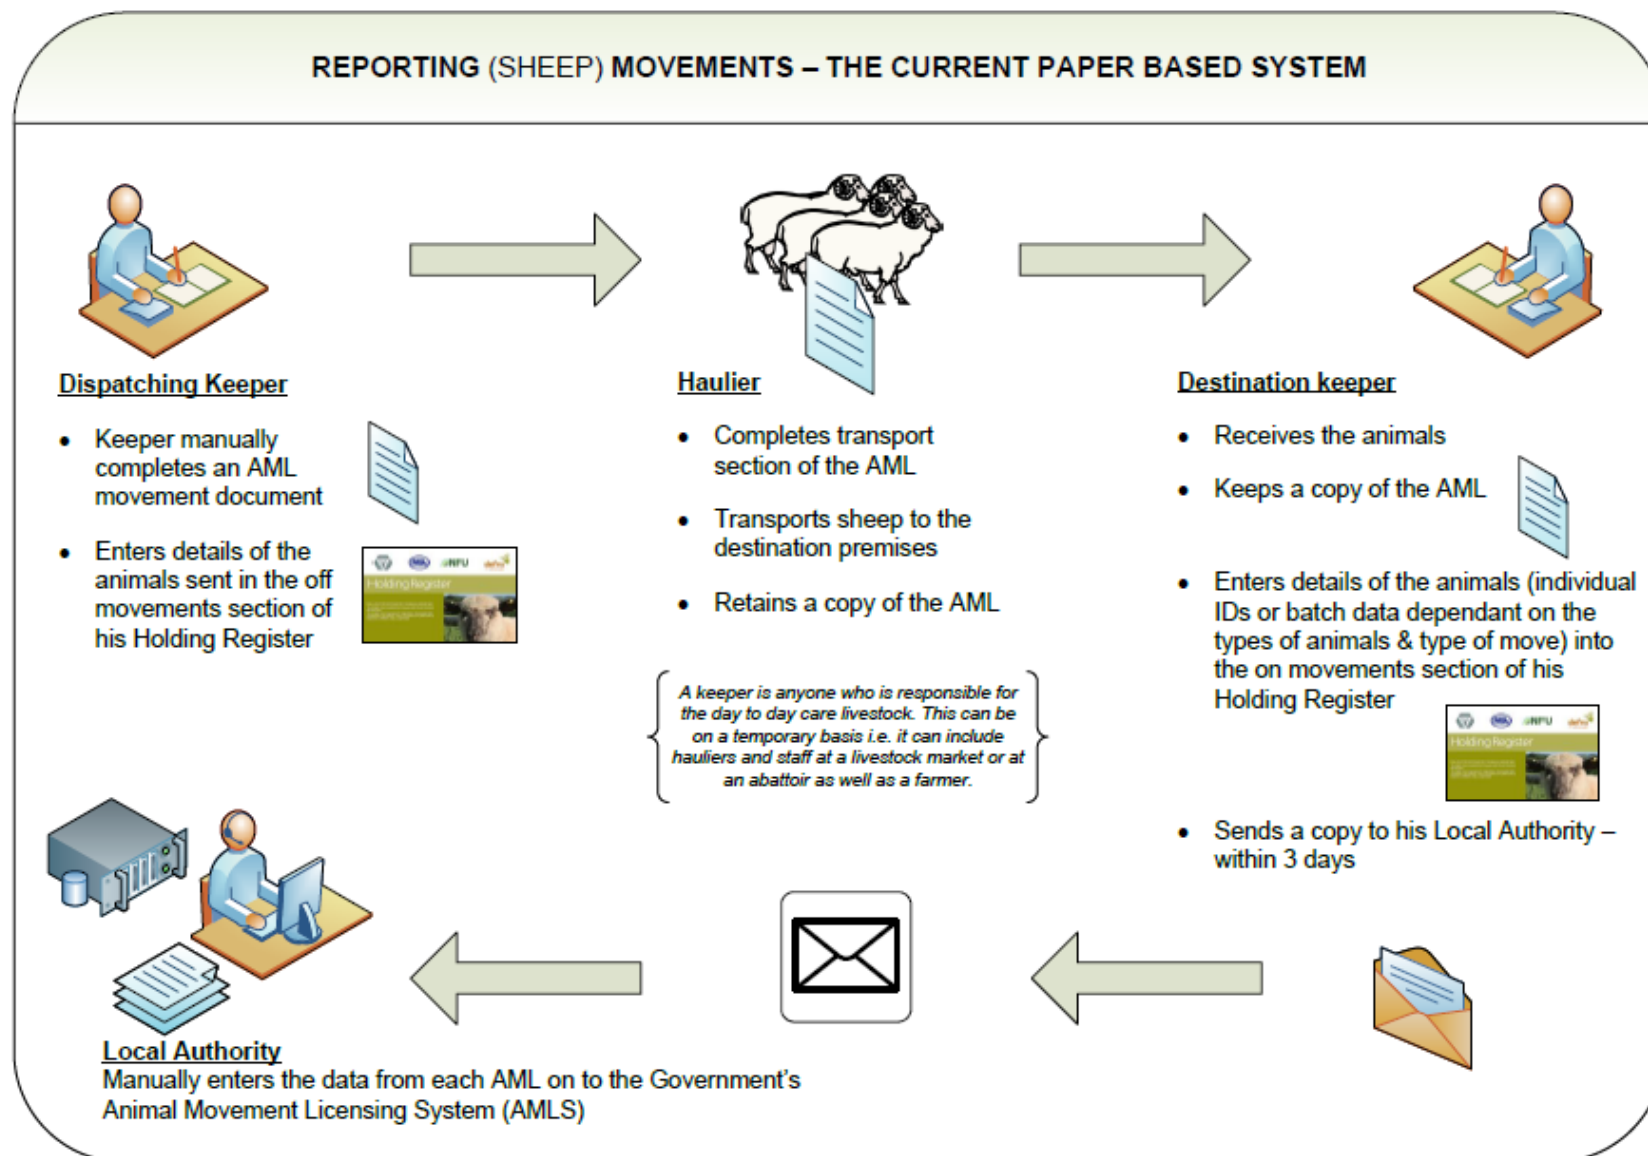 REPORTING (SHEEP) MOVEMENTS – THE CURRENT PAPER BASED SYSTEM
Dispatching Keeper
• Keeper manually
completes an AML
movement document
• Enters details of the
animals sent in the off
movements section of
his Holding Register
NFU
Holding Register
Haulier
• Completes transport
section of the AML
• Transports sheep to the
destination premises
• Retains a copy of the AML
A keeper is anyone who is responsible for
the day to day care livestock. This can be
on a temporary basis i.e. it can include
hauliers and staff at a livestock market or at
an abattoir as well as a farmer.
Destination keeper
• Receives the animals
• Keeps a copy of the AML
• Enters details of the animals (individual
IDs or batch data dependant on the
types of animals & type of move) into
the on movements section of his
Holding Register
NFU
Holding Register
• Sends a copy to his Local Authority –
within 3 days
Local Authority
Manually enters the data from each AML on to the Government's
Animal Movement Licensing System (AMLS)